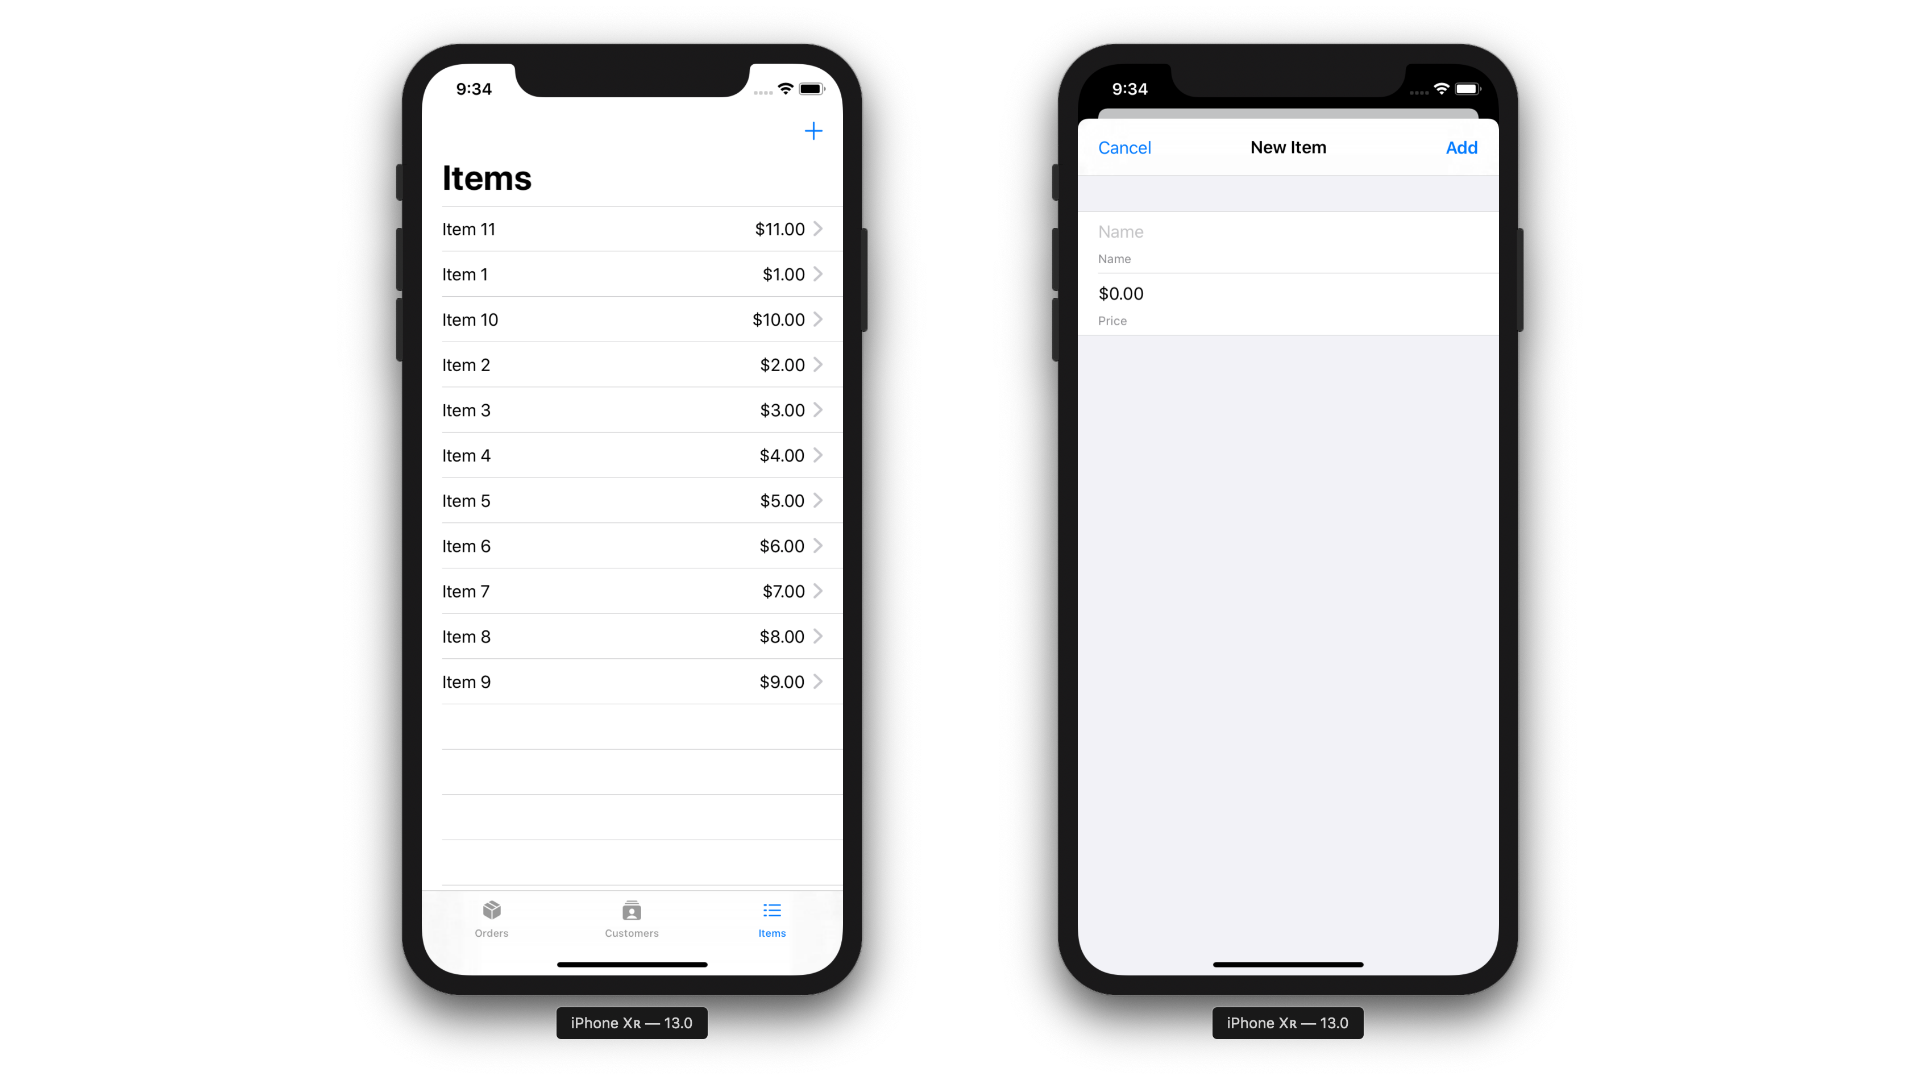 9:34
Items
Item 11 $11.00
Item 1 $1.00
Item 10 $10.00
Item 2 $2.00
Item 3 $3.00
Item 4 $4.00
Item 5 $5.00
Item 6 $6.00
Item 7 $7.00
Item 8 $8.00
Item 9 $9.00
Orders Customers Items
iPhone Xʀ — 13.0
9:34
Cancel New Item Add
Name
Name
$0.00
Price
iPhone Xʀ — 13.0